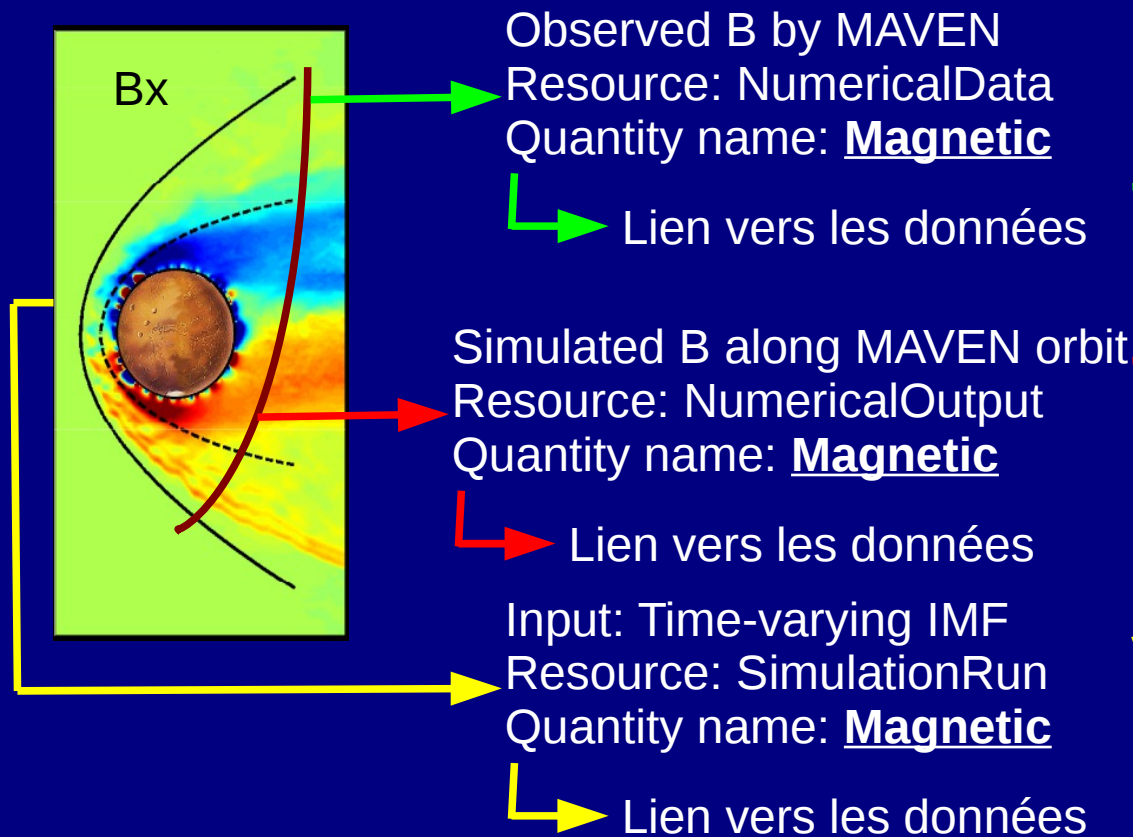 Bx
Observed B by MAVEN
Resource: NumericalData
Quantity name: Magnetic
Lien vers les données
Simulated B along MAVEN orbit
Resource: NumericalOutput
Quantity name: Magnetic
Lien vers les données
Input: Time-varying IMF
Resource: SimulationRun
Quantity name: Magnetic
Lien vers les données